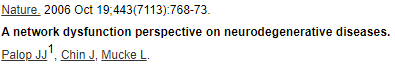 Nature. 2006 Oct 19;443(7113):768-73.
A network dysfunction perspective on neurodegenerative diseases.
Palop JJ1, Chin J, Mucke L.